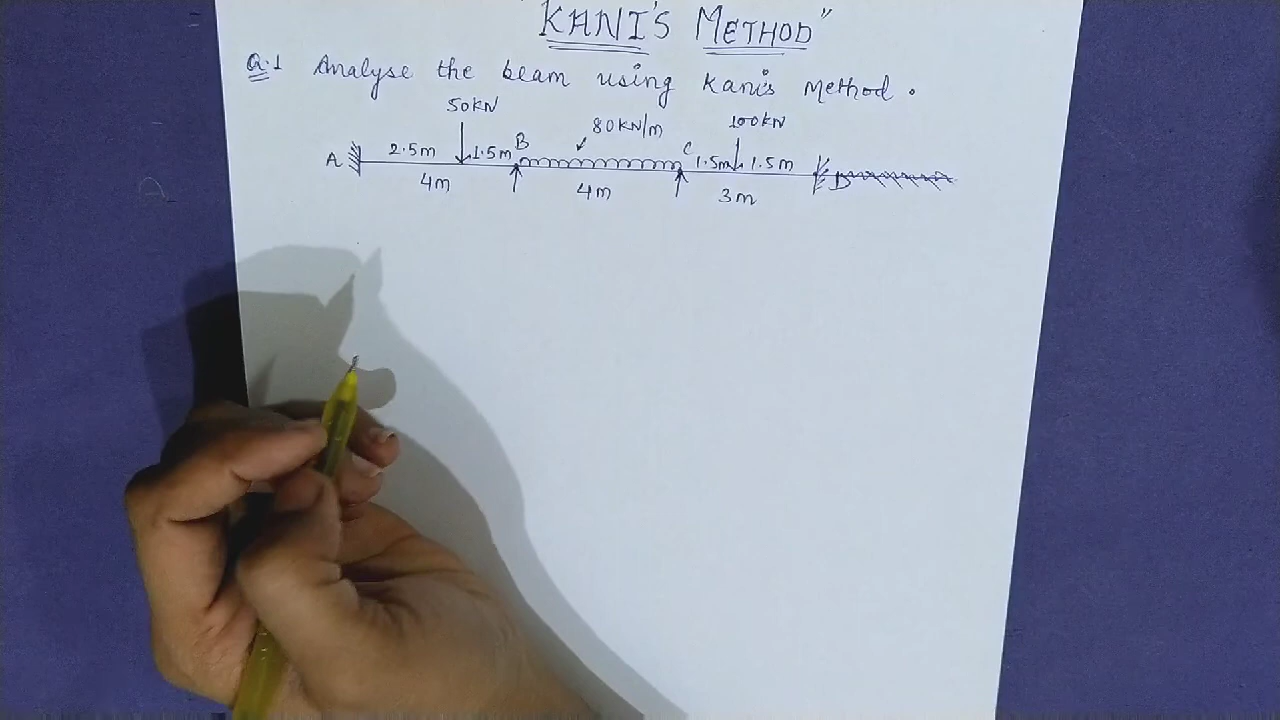 "KANI'S METHOD"
Q.1 Analyse the beam using Kani's Method.
50KN
80KN/m
100KN
A 2.5m 1.5m B C 1.5m 1.5m D
4m 4m 3m